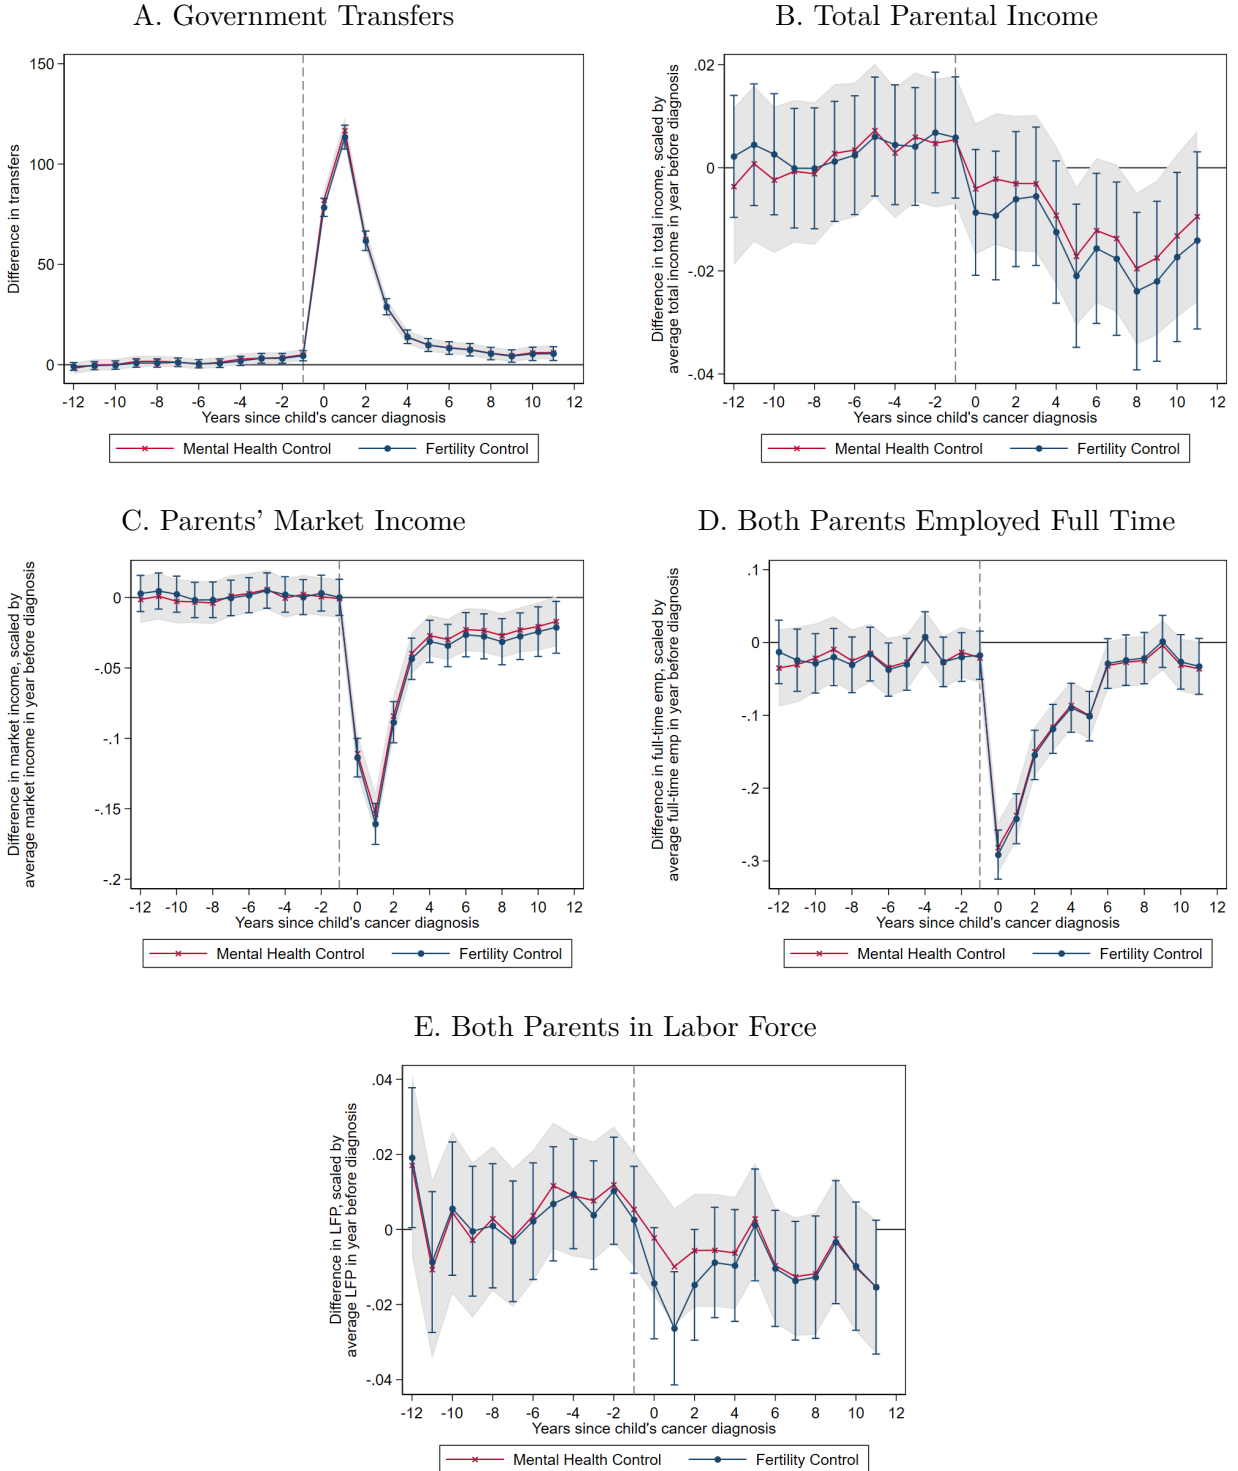 A. Government Transfers
Difference in transfers
150
100
50
0
-12 -10 -8 -6 -4 -2 0 2 4 6 8 10 12
Years since child's cancer diagnosis
Mental Health Control Fertility Control
B. Total Parental Income
Difference in total income, scaled by
average total income in year before diagnosis
.02
0
-.02
-.04
-12 -10 -8 -6 -4 -2 0 2 4 6 8 10 12
Years since child's cancer diagnosis
Mental Health Control Fertility Control
C. Parents' Market Income
Difference in market income, scaled by
average market income in year before diagnosis
0
-.05
-.1
-.15
-.2
-12 -10 -8 -6 -4 -2 0 2 4 6 8 10 12
Years since child's cancer diagnosis
Mental Health Control Fertility Control
D. Both Parents Employed Full Time
Difference in full-time emp, scaled by
average full-time emp in year before diagnosis
.1
0
-.1
-.2
-.3
-12 -10 -8 -6 -4 -2 0 2 4 6 8 10 12
Years since child's cancer diagnosis
Mental Health Control Fertility Control
E. Both Parents in Labor Force
Difference in LFP, scaled by
average LFP in year before diagnosis
.04
.02
0
-.02
-.04
-12 -10 -8 -6 -4 -2 0 2 4 6 8 10 12
Years since child's cancer diagnosis
Mental Health Control Fertility Control